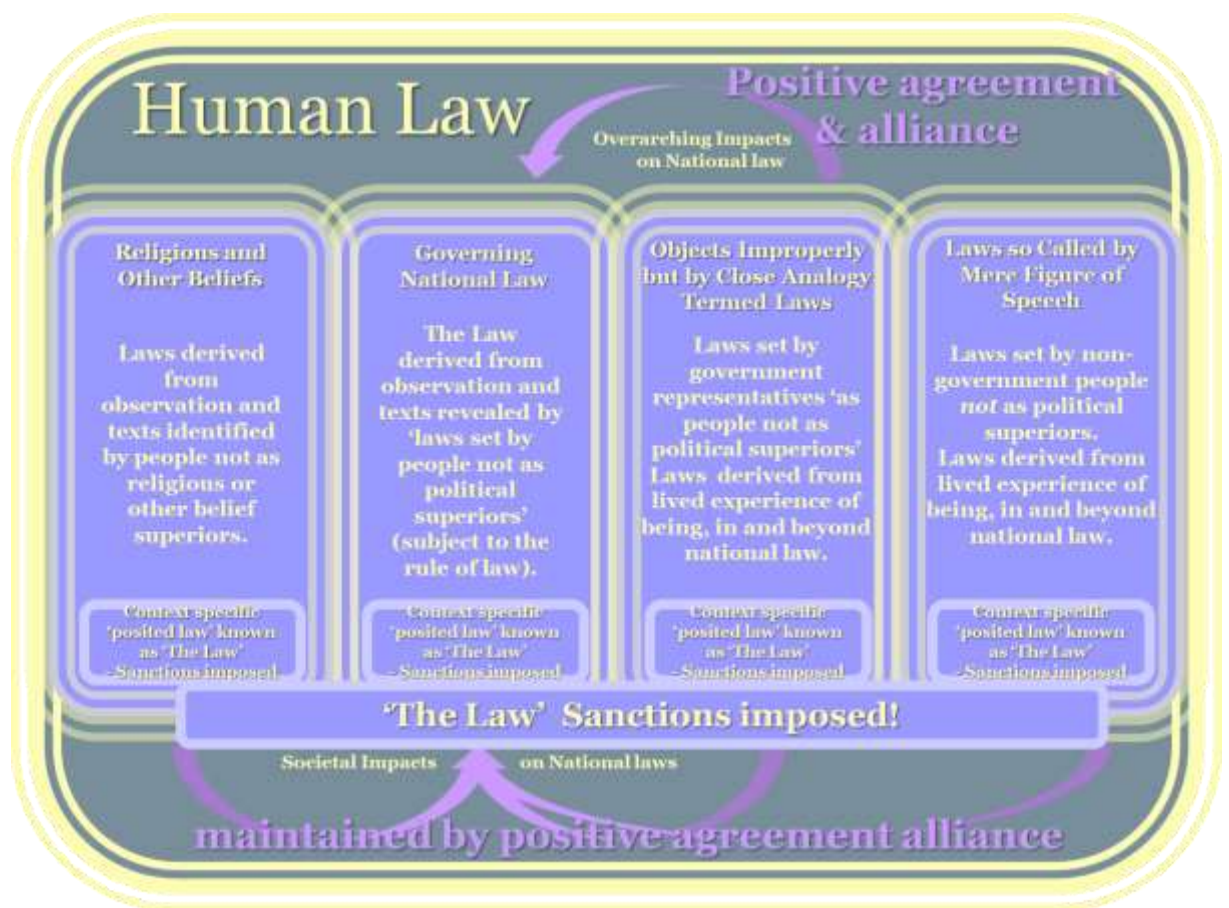 Human Law
Positive agreement
& alliance
Overarching Impacts
on National law
Religions and
Other Beliefs
Laws derived
from
observation and
texts identified
by people not as
religious or
other belief
superiors.
Context specific
‘posited law’ known
as ‘The Law’
- Sanctions imposed
Governing
National Law
The Law
derived from
observation and
texts revealed by
‘laws set by
people not as
political
superiors’
(subject to the
rule of law).
Context specific
‘posited law’ known
as ‘The Law’
- Sanctions imposed
Objects Improperly
but by Close Analogy
Termed Laws
Laws set by
government
representatives ‘as
people not as
political superiors’
Laws derived from
lived experience of
being, in and beyond
national law.
Context specific
‘posited law’ known
as ‘The Law’
- Sanctions imposed
Laws so Called by
Mere Figure of
Speech
Laws set by non-
government people
not as political
superiors.
Laws derived from
lived experience of
being, in and beyond
national law.
Context specific
‘posited law’ known
as ‘The Law’
- Sanctions imposed
‘The Law’ Sanctions imposed!
Societal Impacts on National laws
maintained by positive agreement alliance